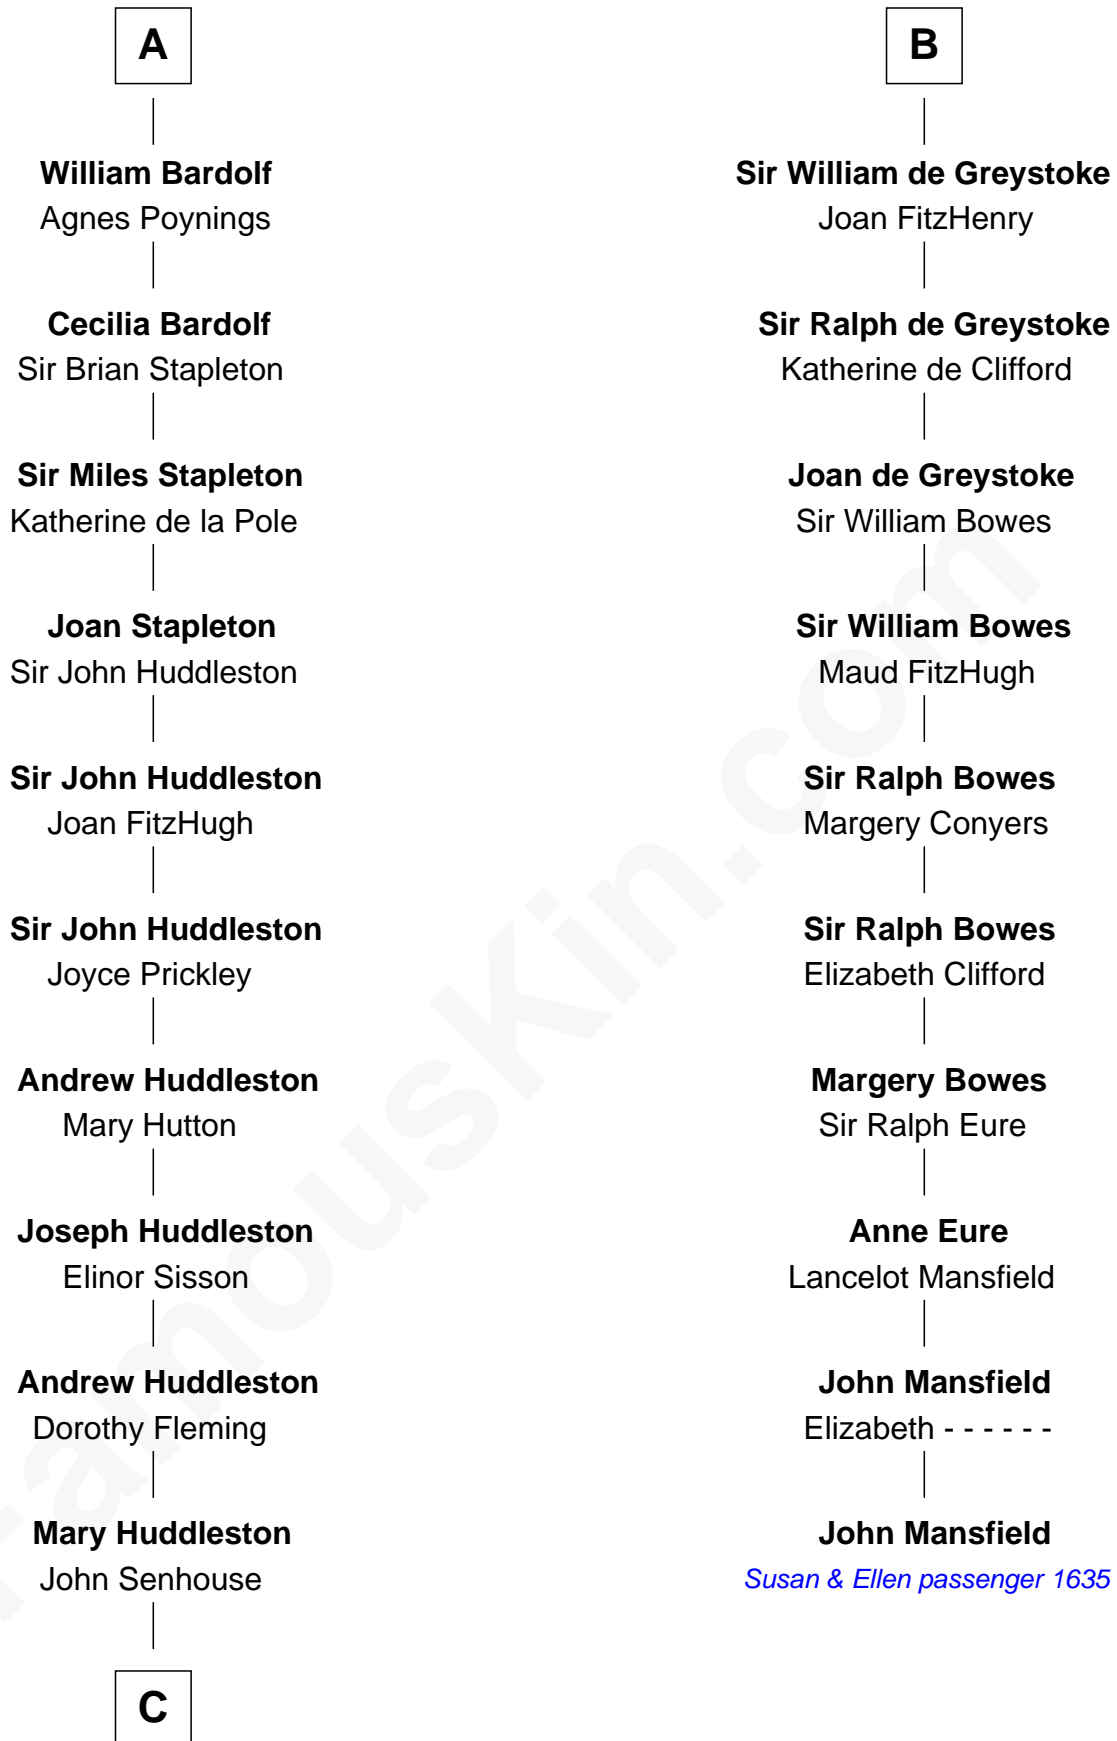 A
William Bardolf
Agnes Poynings
Cecilia Bardolf
Sir Brian Stapleton
Sir Miles Stapleton
Katherine de la Pole
Joan Stapleton
Sir John Huddleston
Sir John Huddleston
Joan FitzHugh
Sir John Huddleston
Joyce Prickley
Andrew Huddleston
Mary Hutton
Joseph Huddleston
Elinor Sisson
Andrew Huddleston
Dorothy Fleming
Mary Huddleston
John Senhouse
C
B
Sir William de Greystoke
Joan FitzHenry
Sir Ralph de Greystoke
Katherine de Clifford
Joan de Greystoke
Sir William Bowes
Sir William Bowes
Maud FitzHugh
Sir Ralph Bowes
Margery Conyers
Sir Ralph Bowes
Elizabeth Clifford
Margery Bowes
Sir Ralph Eure
Anne Eure
Lancelot Mansfield
John Mansfield
Elizabeth - - - - - -
John Mansfield
Susan & Ellen passenger 1635
FamousKin.com